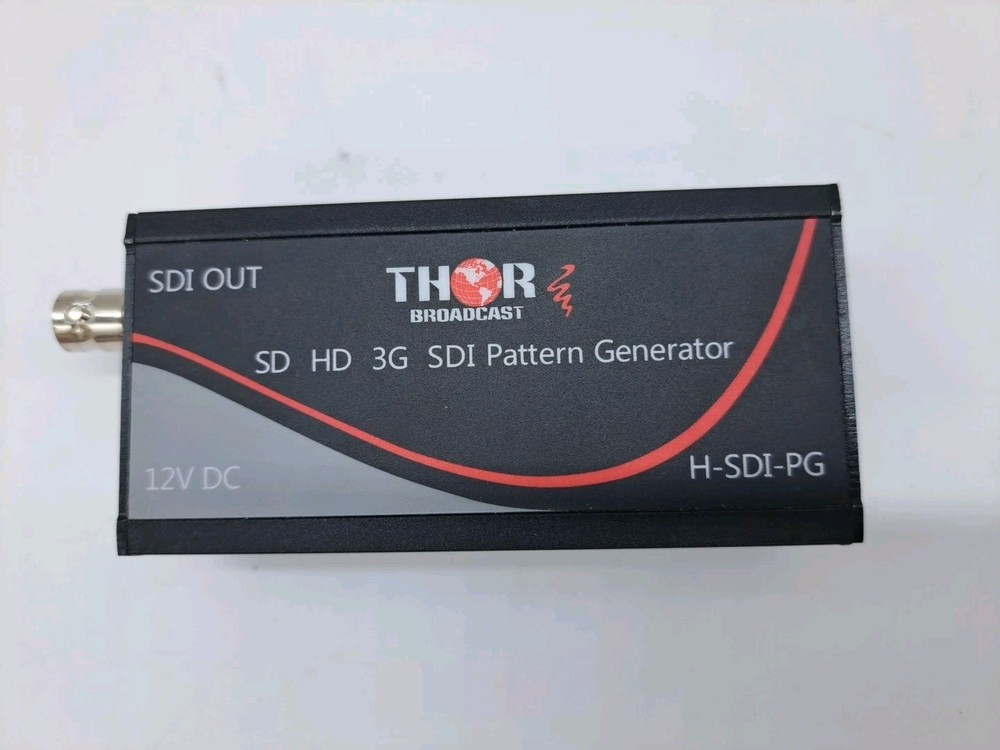 SDI OUT
THOR
BROADCAST
SD HD 3G SDI Pattern Generator
12V DC
H-SDI-PG